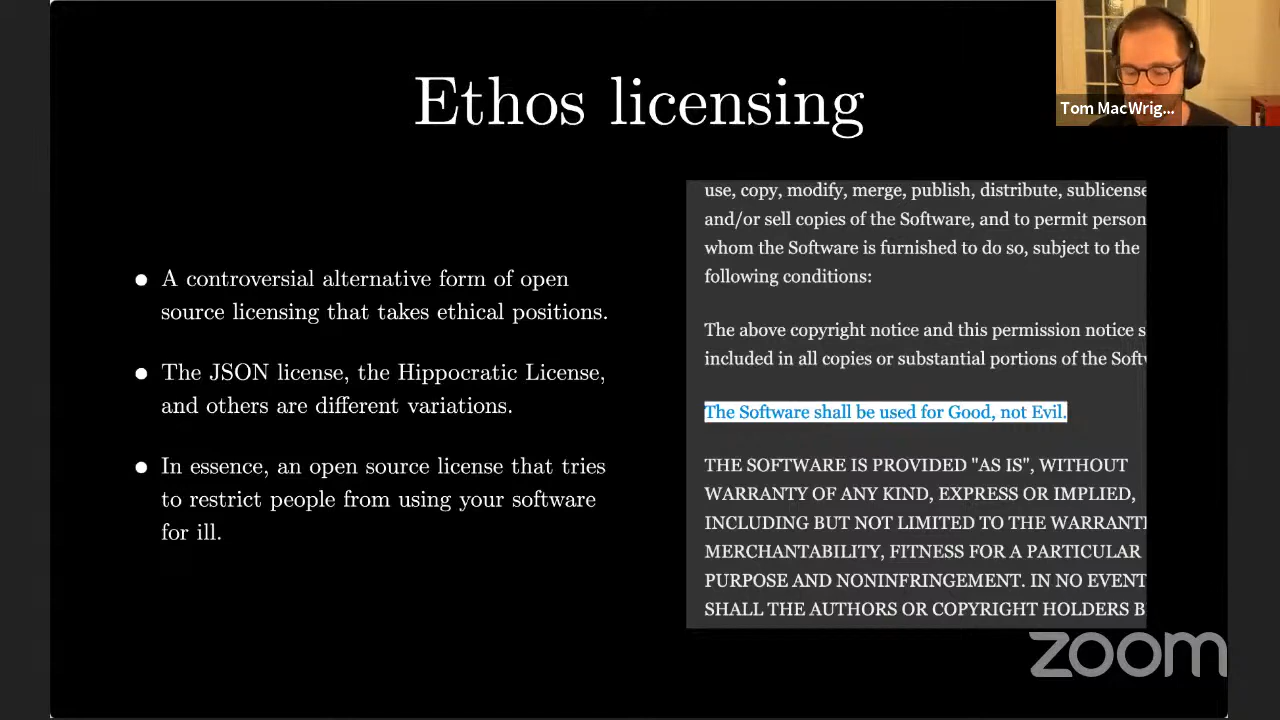 Ethos licensing
Tom MacWrig...
● A controversial alternative form of open
source licensing that takes ethical positions.
● The JSON license, the Hippocratic License,
and others are different variations.
● In essence, an open source license that tries
to restrict people from using your software
for ill.
use, copy, modify, merge, publish, distribute, sublicense
and/or sell copies of the Software, and to permit person
whom the Software is furnished to do so, subject to the
following conditions:
The above copyright notice and this permission notice s
included in all copies or substantial portions of the Softw
The Software shall be used for Good, not Evil.
THE SOFTWARE IS PROVIDED "AS IS", WITHOUT
WARRANTY OF ANY KIND, EXPRESS OR IMPLIED,
INCLUDING BUT NOT LIMITED TO THE WARRANTI
MERCHANTABILITY, FITNESS FOR A PARTICULAR
PURPOSE AND NONINFRINGEMENT. IN NO EVENT
SHALL THE AUTHORS OR COPYRIGHT HOLDERS B
zoom